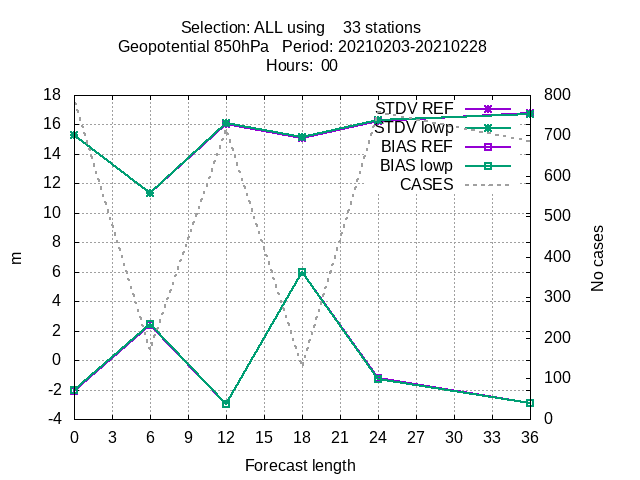 Selection: ALL using    33 stations
Geopotential 850hPa   Period: 20210203-20210228
Hours:  00
18
16
14
12
10
8
6
4
2
0
-2
-4
m
800
700
600
500
400
300
200
100
0
No cases
STDV REF
STDV lowp
BIAS REF
BIAS lowp
CASES
0 3 6 9 12 15 18 21 24 27 30 33 36
Forecast length